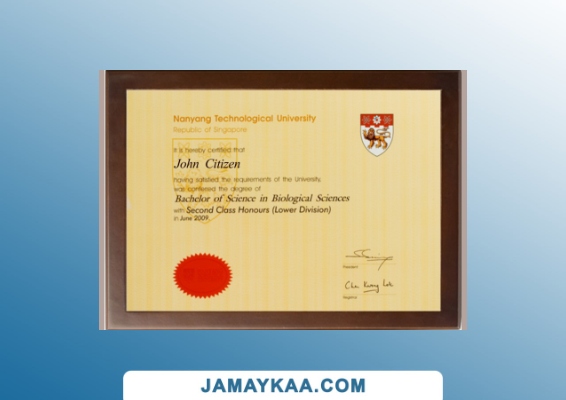 Nanyang Technological University
Republic of Singapore
It is hereby certified that
John Citizen
having satisfied the requirements of the University,
was conferred the degree of
Bachelor of Science in Biological Sciences
with Second Class Honours (Lower Division)
in June 2009
President
Registrar
JAMAYKAA.COM